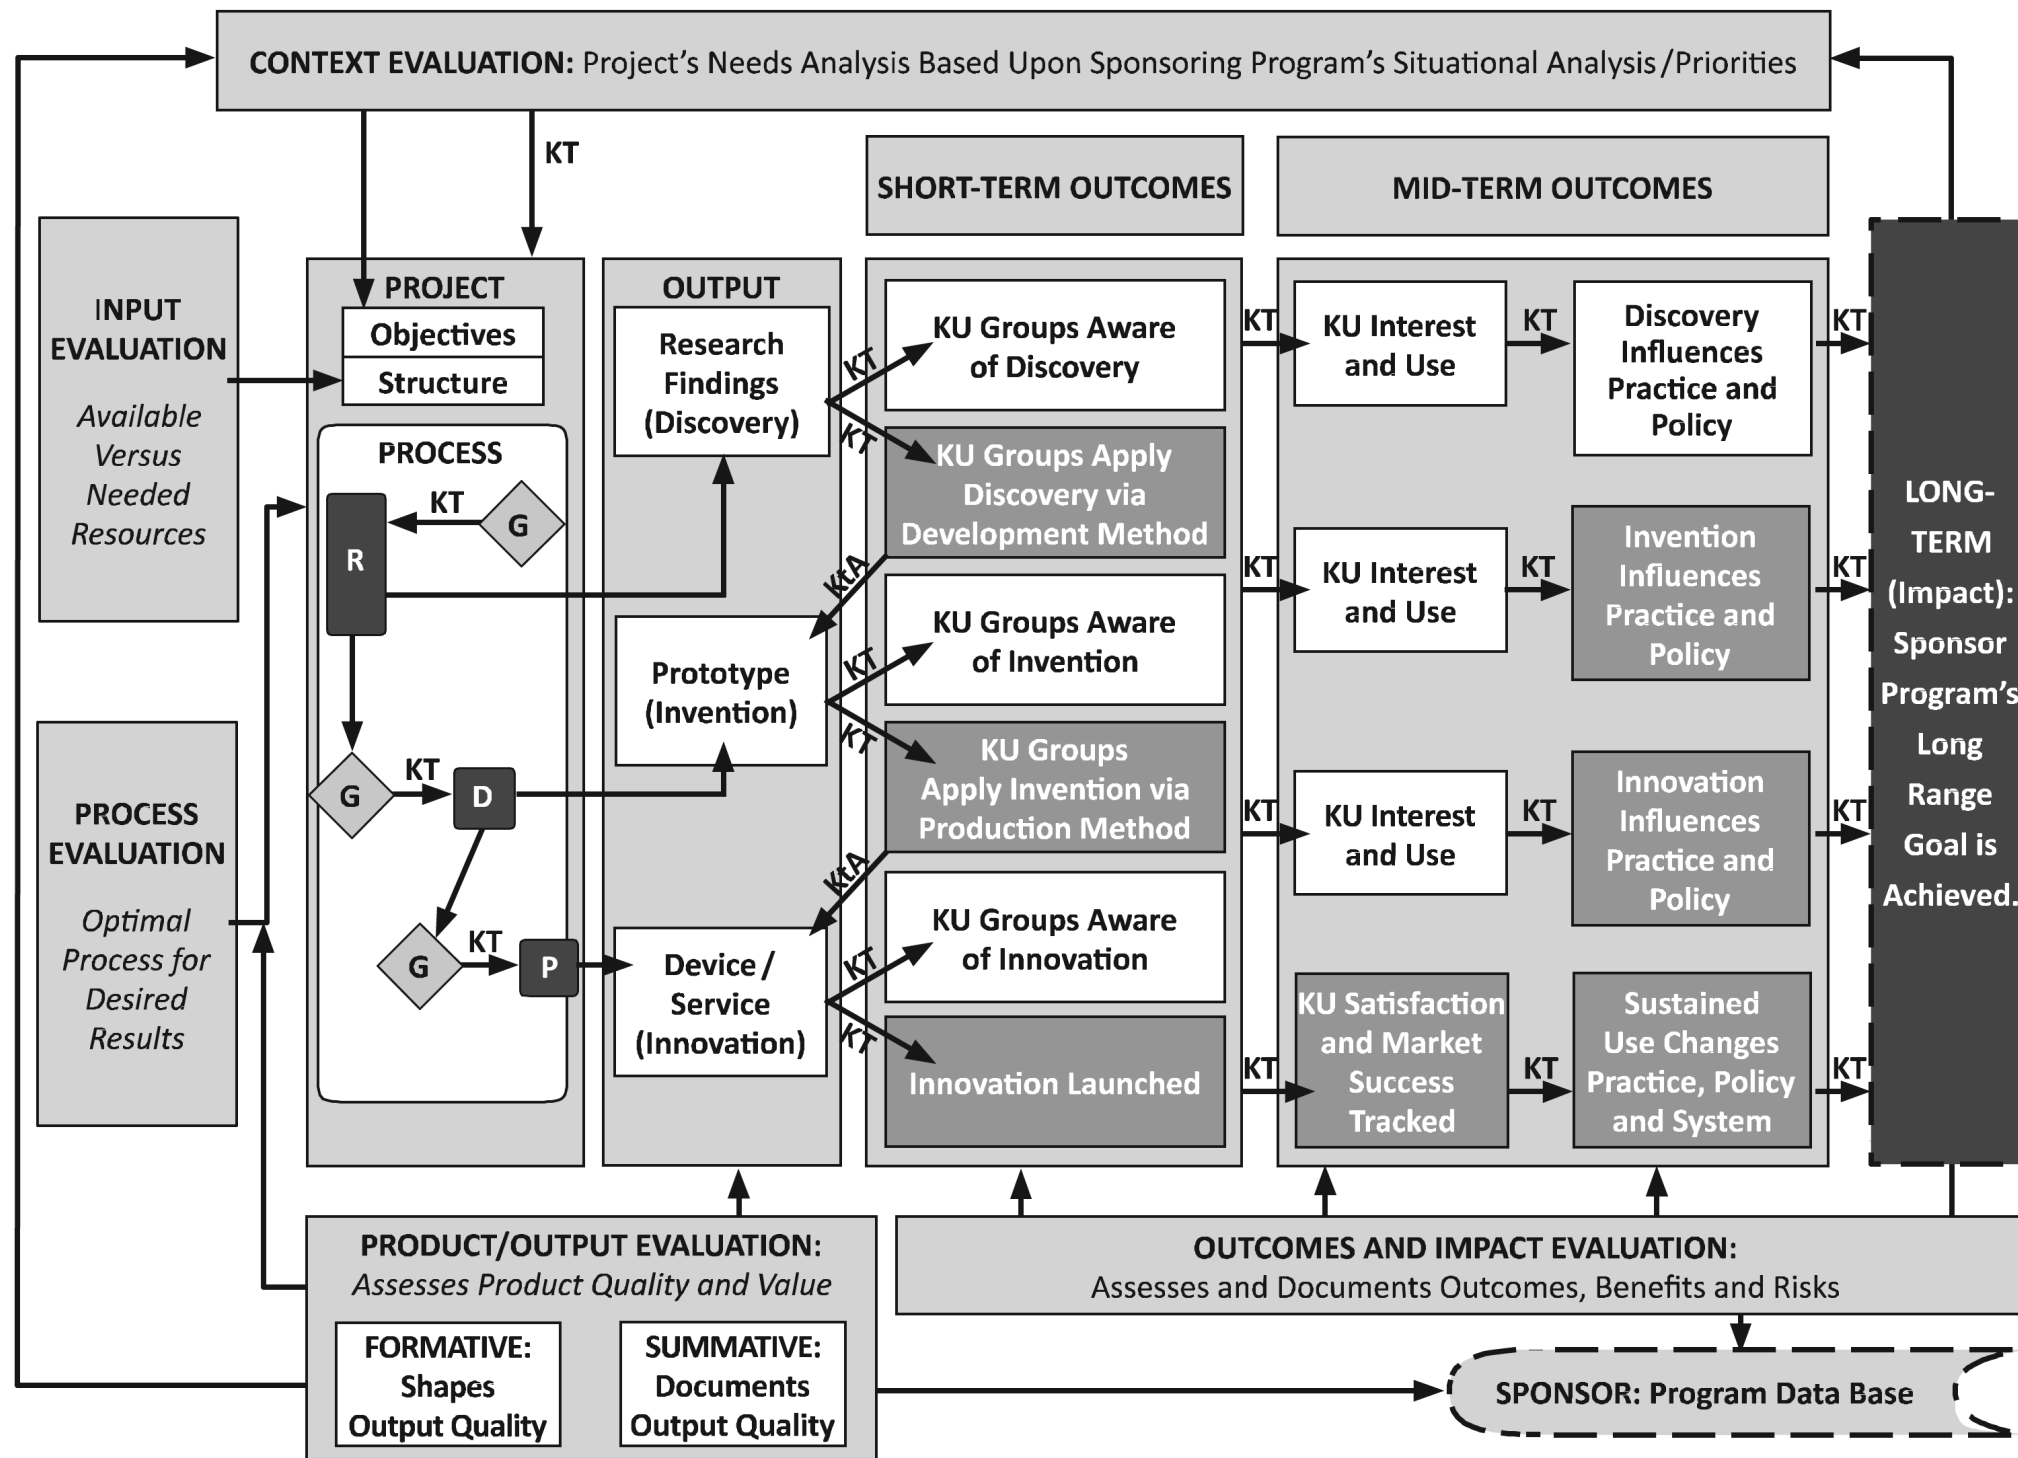 CONTEXT EVALUATION: Project's Needs Analysis Based Upon Sponsoring Program's Situational Analysis/Priorities
KT
SHORT-TERM OUTCOMES
MID-TERM OUTCOMES
INPUT
EVALUATION
Available
Versus
Needed
Resources
PROCESS
EVALUATION
Optimal
Process for
Desired
Results
PROJECT
Objectives
Structure
PROCESS
R
KT
G
G
KT
D
G
KT
P
OUTPUT
Research
Findings
(Discovery)
Prototype
(Invention)
Device/
Service
(Innovation)
KT
KT
KtA
KT
KT
KtA
KT
KT
KU Groups Aware
of Discovery
KU Groups Apply
Discovery via
Development Method
KU Groups Aware
of Invention
KU Groups
Apply Invention via
Production Method
KU Groups Aware
of Innovation
Innovation Launched
KT
KU Interest
and Use
KT
Discovery
Influences
Practice and
Policy
KT
KT
KU Interest
and Use
KT
Invention
Influences
Practice and
Policy
KT
KT
KU Interest
and Use
KT
Innovation
Influences
Practice and
Policy
KT
KT
KU Satisfaction
and Market
Success
Tracked
KT
Sustained
Use Changes
Practice, Policy
and System
KT
LONG-
TERM
(Impact):
Sponsor
Program's
Long
Range
Goal is
Achieved.
PRODUCT/OUTPUT EVALUATION:
Assesses Product Quality and Value
FORMATIVE:
Shapes
Output Quality
SUMMATIVE:
Documents
Output Quality
OUTCOMES AND IMPACT EVALUATION:
Assesses and Documents Outcomes, Benefits and Risks
SPONSOR: Program Data Base